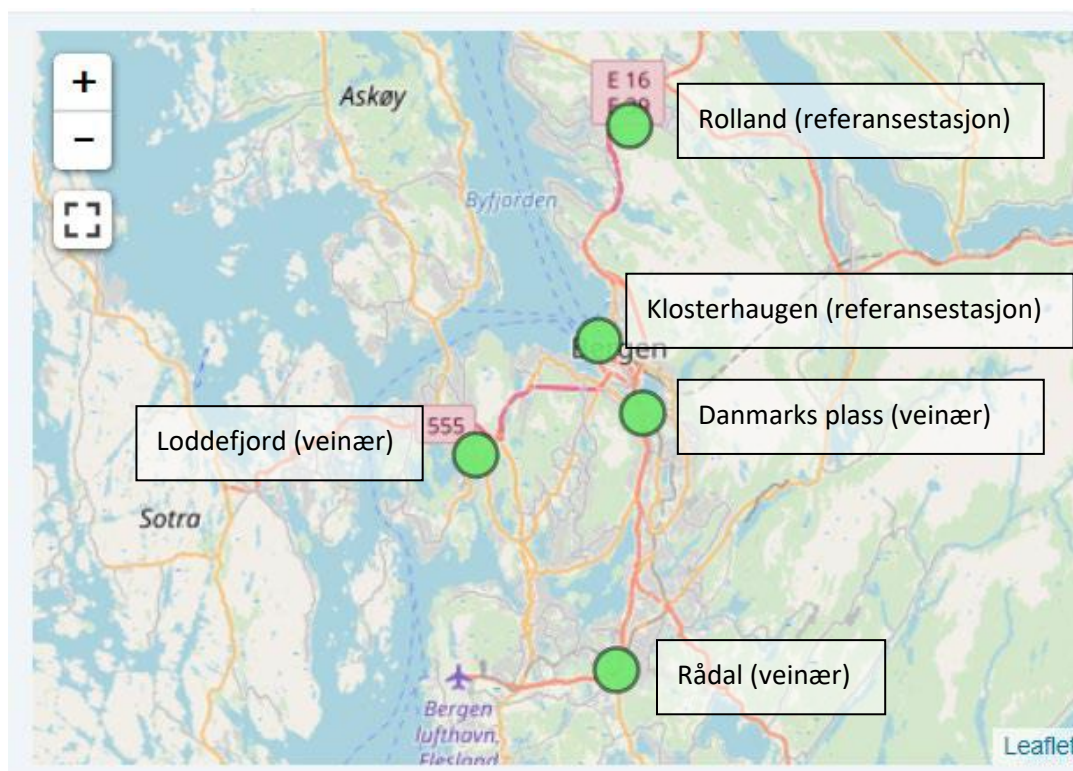 +
−
Askøy
E 16
E 39
Rolland (referansestasjon)
Byfjorden
Klosterhaugen (referansestasjon)
Bergen
Danmarks plass (veinær)
555
Loddefjord (veinær)
Sotra
Rådal (veinær)
Bergen
lufthavn,
Flesland
Leaflet